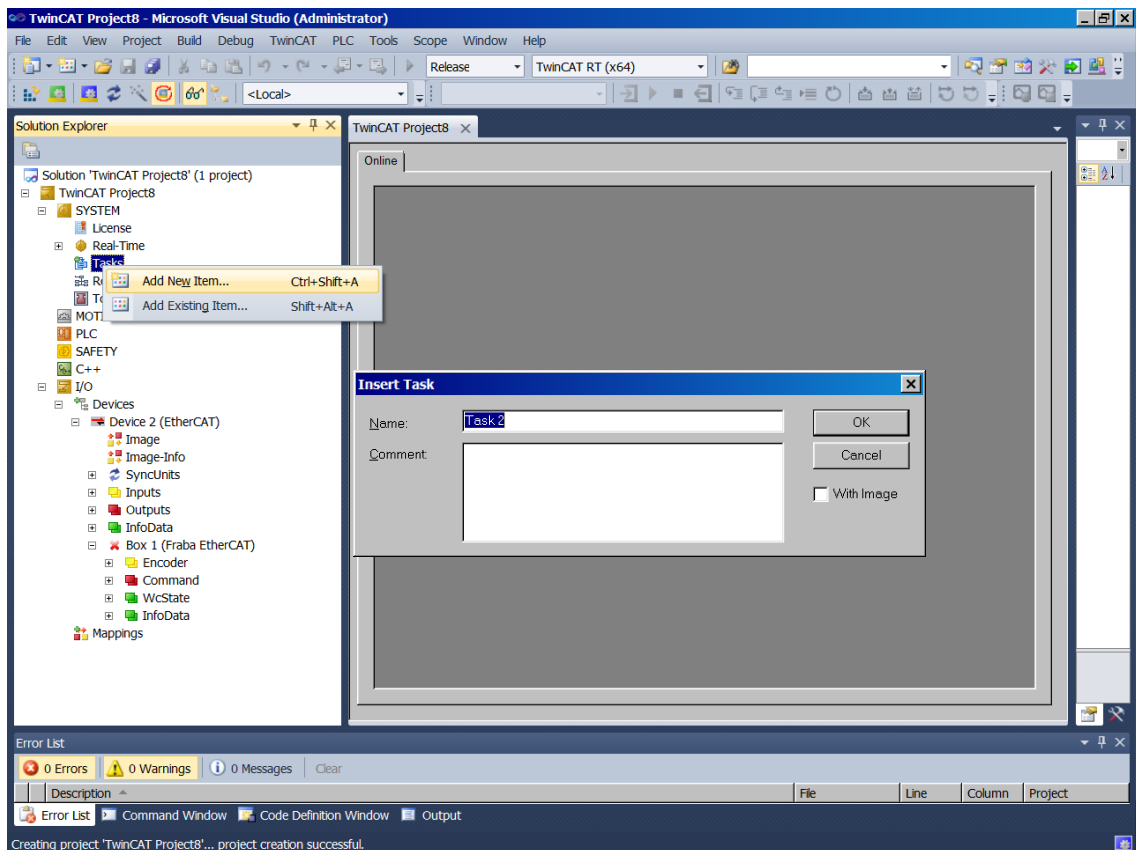 TwinCAT Project8 - Microsoft Visual Studio (Administrator)
File Edit View Project Build Debug TwinCAT PLC Tools Scope Window Help
Release TwinCAT RT (x64)
<Local>
Solution Explorer
TwinCAT Project8
Online
Solution 'TwinCAT Project8' (1 project)
TwinCAT Project8
SYSTEM
License
Real-Time
Tasks
Add New Item... Ctrl+Shift+A
Add Existing Item... Shift+Alt+A
PLC
SAFETY
C++
I/O
Devices
Device 2 (EtherCAT)
Image
Image-Info
SyncUnits
Inputs
Outputs
InfoData
Box 1 (Fraba EtherCAT)
Encoder
Command
WcState
InfoData
Mappings
Insert Task
Name: Task 2 OK
Comment: Cancel
With Image
Error List
0 Errors 0 Warnings 0 Messages Clear
Description File Line Column Project
Error List Command Window Code Definition Window Output
Creating project 'TwinCAT Project8'... project creation successful.